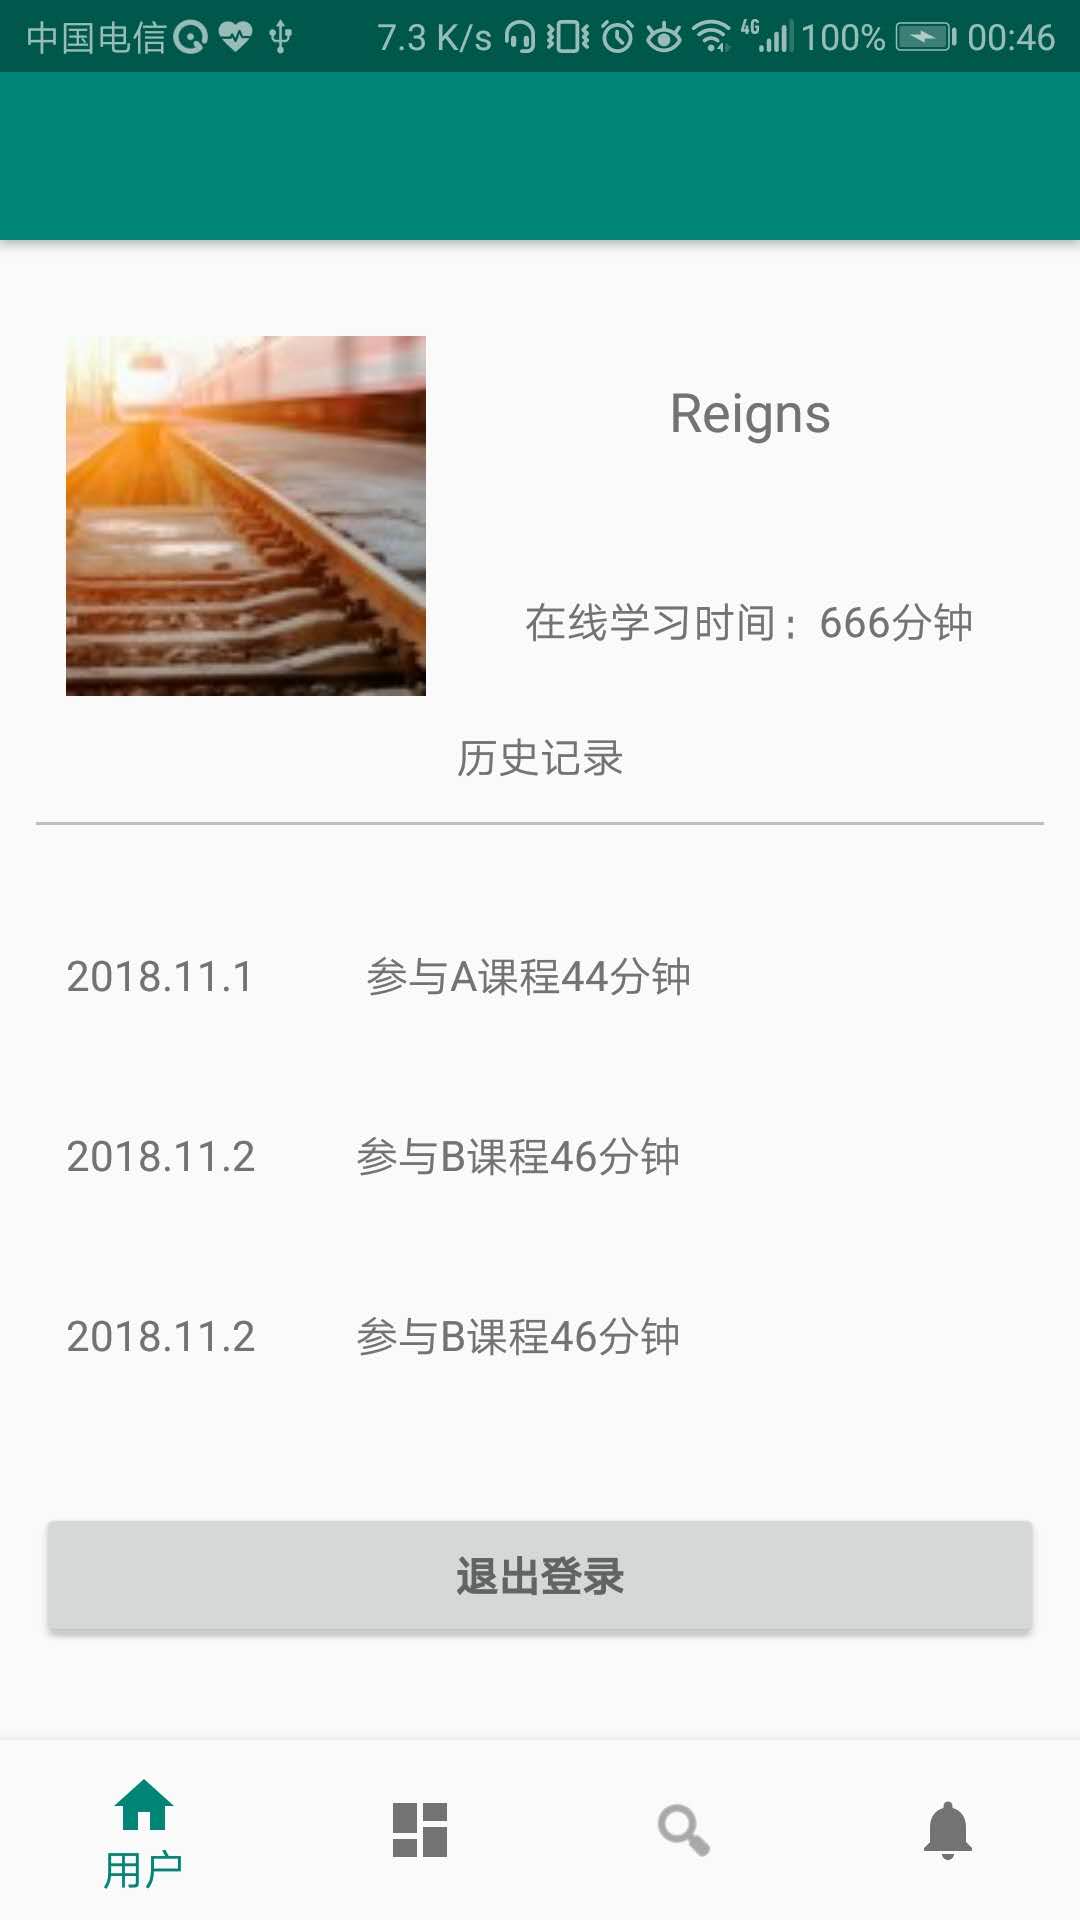 中国电信 7.3 K/s 4G 100% 00:46
Reigns
在线学习时间：666分钟
历史记录
2018.11.1 参与A课程44分钟
2018.11.2 参与B课程46分钟
2018.11.2 参与B课程46分钟
退出登录
用户